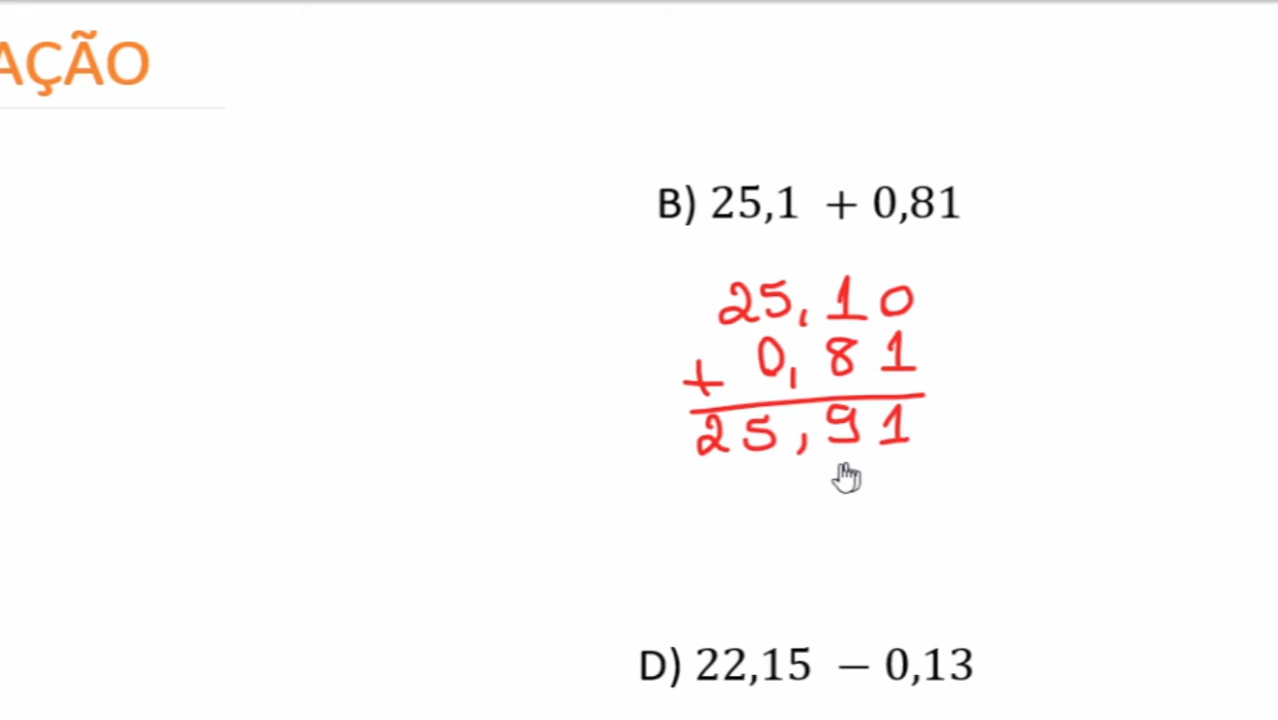 AÇÃO
B) 25,1 + 0,81
25,10
+ 0,81
25,91
D) 22,15 − 0,13